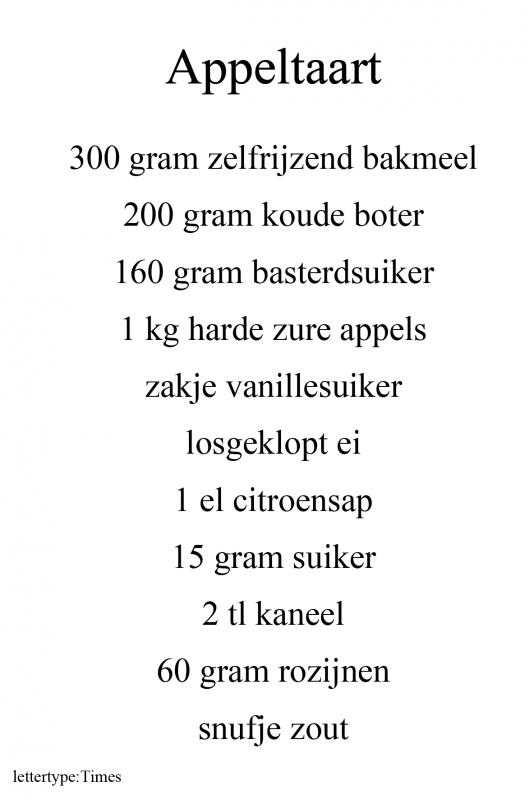 Appeltaart
300 gram zelfrijzend bakmeel
200 gram koude boter
160 gram basterdsuiker
1 kg harde zure appels
zakje vanillesuiker
losgeklopt ei
1 el citroensap
15 gram suiker
2 tl kaneel
60 gram rozijnen
snufje zout
lettertype:Times